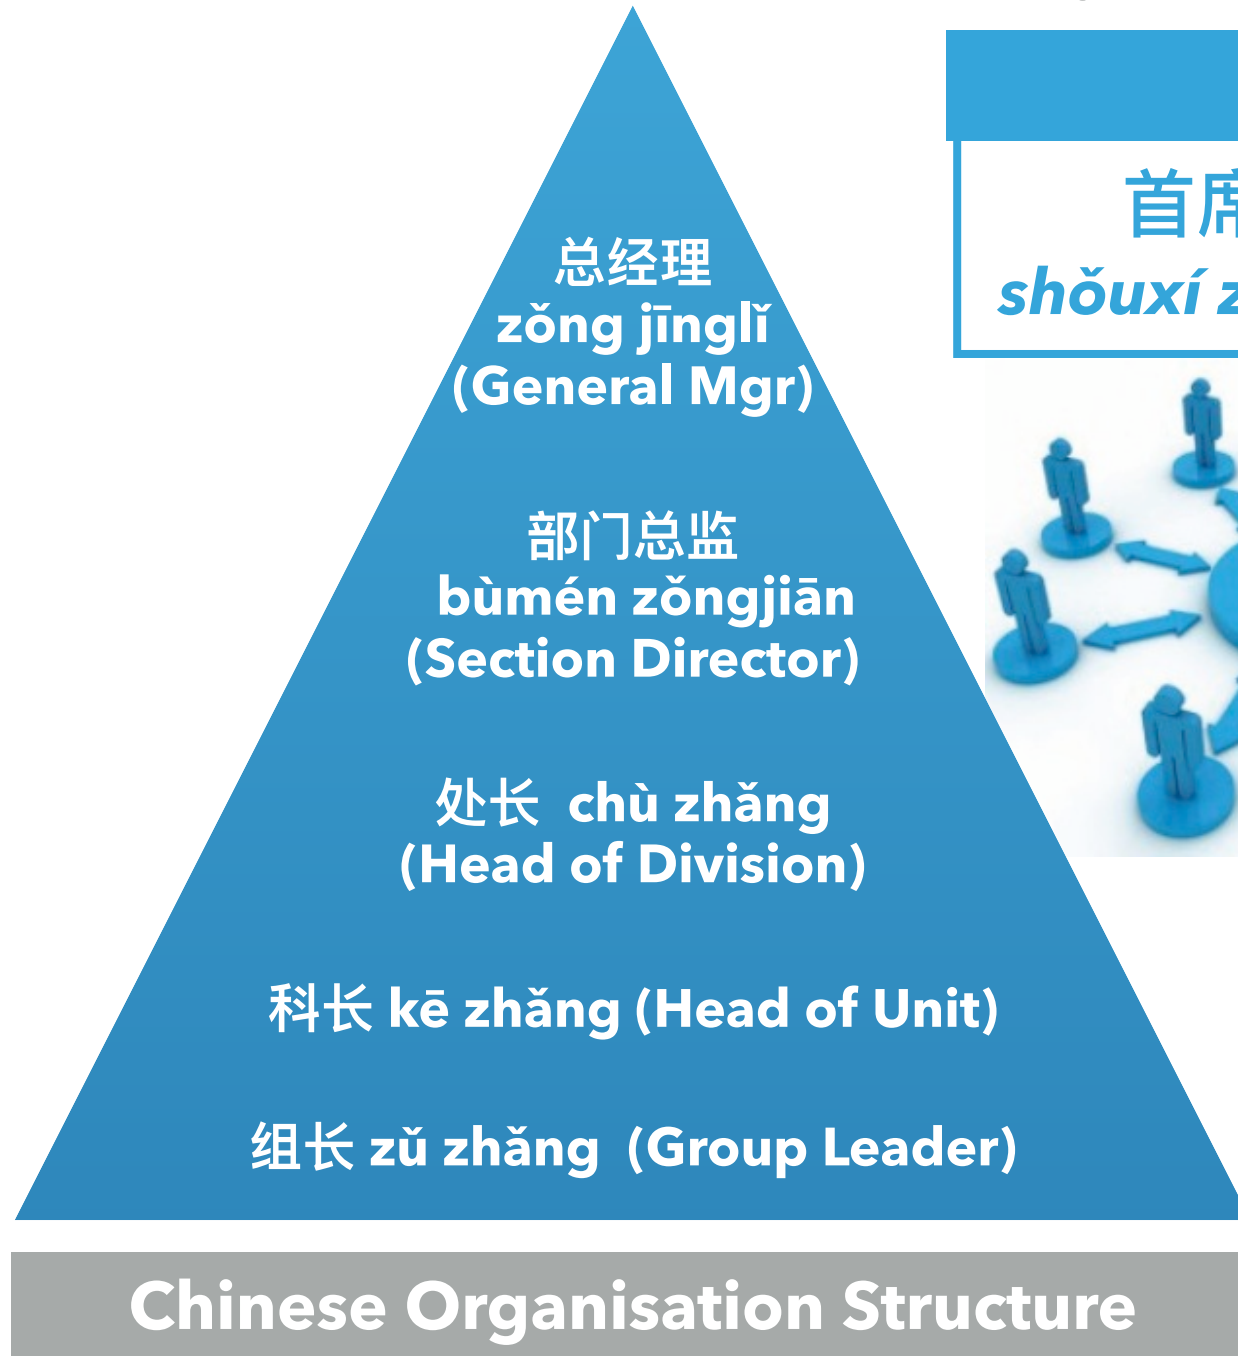 总经理
zǒng jīnglǐ
(General Mgr)
部门总监
bùmén zǒngjiān
(Section Director)
处长 chù zhǎng
(Head of Division)
科长 kē zhǎng (Head of Unit)
组长 zǔ zhǎng (Group Leader)
Chinese Organisation Structure
首席
shǒuxí